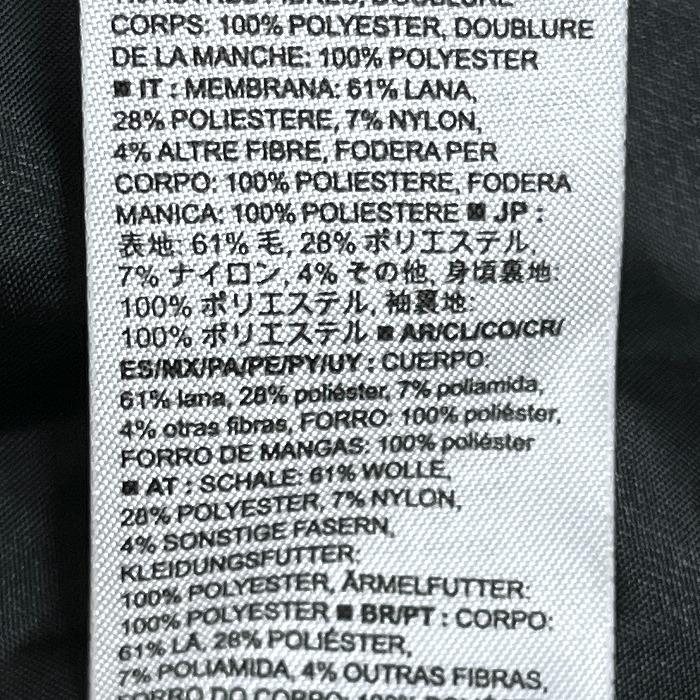 CORPS: 100% POLYESTER, DOUBLURE
DE LA MANCHE: 100% POLYESTER
■ IT : MEMBRANA: 61% LANA,
28% POLIESTERE, 7% NYLON,
4% ALTRE FIBRE, FODERA PER
CORPO: 100% POLIESTERE, FODERA
MANICA: 100% POLIESTERE ■ JP :
表地: 61% 毛, 28% ポリエステル,
7% ナイロン, 4% その他, 身頃裏地:
100% ポリエステル, 袖裏地:
100% ポリエステル ■ AR/CL/CO/CR/
ES/MX/PA/PE/PY/UY : CUERPO:
61% lana, 28% poliéster, 7% poliamida,
4% otras fibras, FORRO: 100% poliéster,
FORRO DE MANGAS: 100% poliéster
■ AT : SCHALE: 61% WOLLE,
28% POLYESTER, 7% NYLON,
4% SONSTIGE FASERN,
KLEIDUNGSFUTTER:
100% POLYESTER, ÄRMELFUTTER:
100% POLYESTER ■ BR/PT : CORPO:
61% LÃ, 28% POLIÉSTER,
7% POLIAMIDA, 4% OUTRAS FIBRAS,
FORRO DO CORPO: 100%